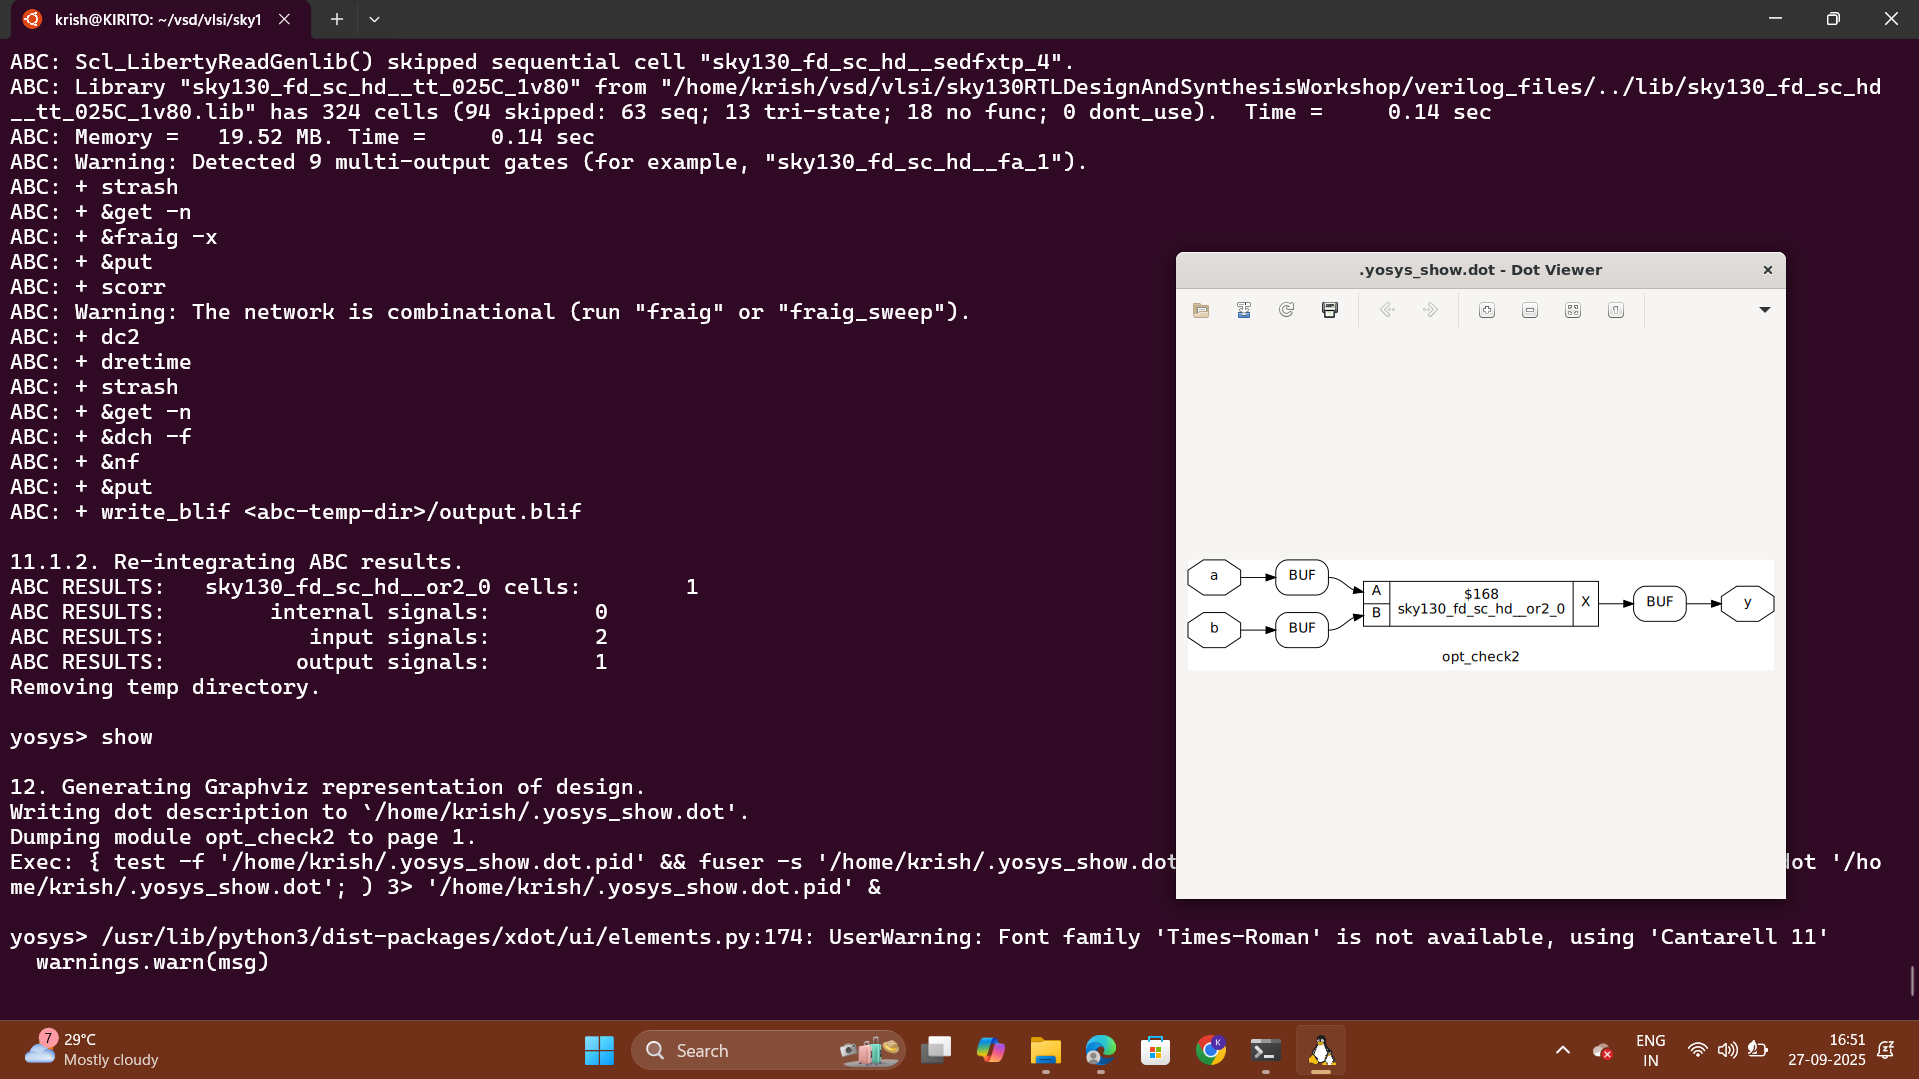 krish@KIRITO: ~/vsd/vlsi/sky1
ABC: Scl_LibertyReadGenlib() skipped sequential cell "sky130_fd_sc_hd__sedfxtp_4".
ABC: Library "sky130_fd_sc_hd__tt_025C_1v80" from "/home/krish/vsd/vlsi/sky130RTLDesignAndSynthesisWorkshop/verilog_files/../lib/sky130_fd_sc_hd
__tt_025C_1v80.lib" has 324 cells (94 skipped: 63 seq; 13 tri-state; 18 no func; 0 dont_use).  Time =     0.14 sec
ABC: Memory =   19.52 MB. Time =     0.14 sec
ABC: Warning: Detected 9 multi-output gates (for example, "sky130_fd_sc_hd__fa_1").
ABC: + strash
ABC: + &get -n
ABC: + &fraig -x
ABC: + &put
ABC: + scorr
ABC: Warning: The network is combinational (run "fraig" or "fraig_sweep").
ABC: + dc2
ABC: + dretime
ABC: + strash
ABC: + &get -n
ABC: + &dch -f
ABC: + &nf
ABC: + &put
ABC: + write_blif <abc-temp-dir>/output.blif
11.1.2. Re-integrating ABC results.
ABC RESULTS:   sky130_fd_sc_hd__or2_0 cells:        1
ABC RESULTS:        internal signals:        0
ABC RESULTS:           input signals:        2
ABC RESULTS:          output signals:        1
Removing temp directory.
yosys> show
12. Generating Graphviz representation of design.
Writing dot description to `/home/krish/.yosys_show.dot'.
Dumping module opt_check2 to page 1.
Exec: { test -f '/home/krish/.yosys_show.dot.pid' && fuser -s '/home/krish/.yosys_show.dot
dot '/ho
me/krish/.yosys_show.dot'; ) 3> '/home/krish/.yosys_show.dot.pid' &
yosys> /usr/lib/python3/dist-packages/xdot/ui/elements.py:174: UserWarning: Font family 'Times-Roman' is not available, using 'Cantarell 11'
  warnings.warn(msg)
.yosys_show.dot - Dot Viewer
a
BUF
b
BUF
A
B
$168
sky130_fd_sc_hd__or2_0
X
BUF
y
opt_check2
7
29°C
Mostly cloudy
Search
K
ENG
IN
16:51
27-09-2025